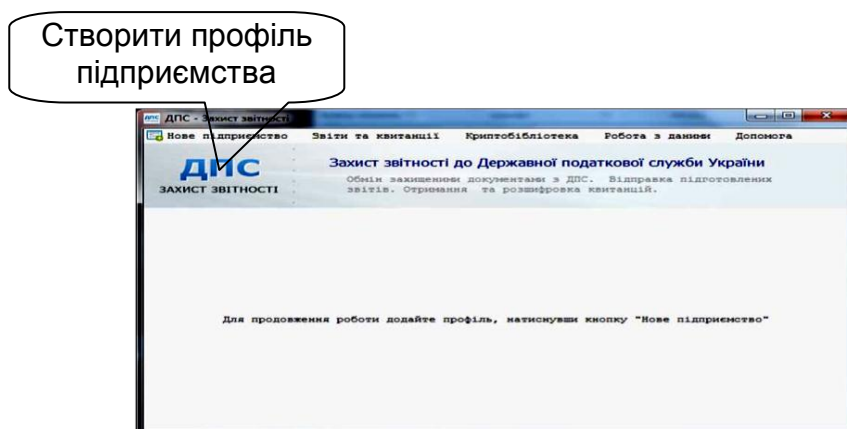 Створити профіль
підприємства
ДПС - Захист звітності
Нове підприємство Звіти та квитанції Криптобібліотека Робота з даними Допомога
ДПС
ЗАХИСТ ЗВІТНОСТІ
Захист звітності до Державної податкової служби України
Обмін захищеними документами з ДПС. Відправка підготовлених
звітів. Отримання та розшифровка квитанцій.
Для продовження роботи додайте профіль, натиснувши кнопку "Нове підприємство"